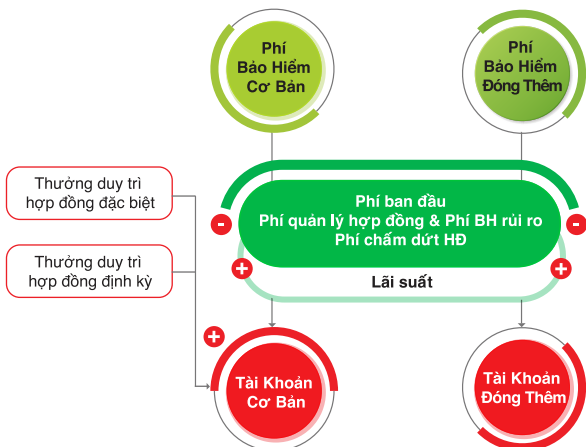 Phí
Bảo Hiểm
Cơ Bản
Phí
Bảo Hiểm
Đóng Thêm
Thưởng duy trì
hợp đồng đặc biệt
Thưởng duy trì
hợp đồng định kỳ
Phí ban đầu
Phí quản lý hợp đồng & Phí BH rủi ro
Phí chấm dứt HĐ
-
-
+
+
Lãi suất
+
Tài Khoản
Cơ Bản
Tài Khoản
Đóng Thêm